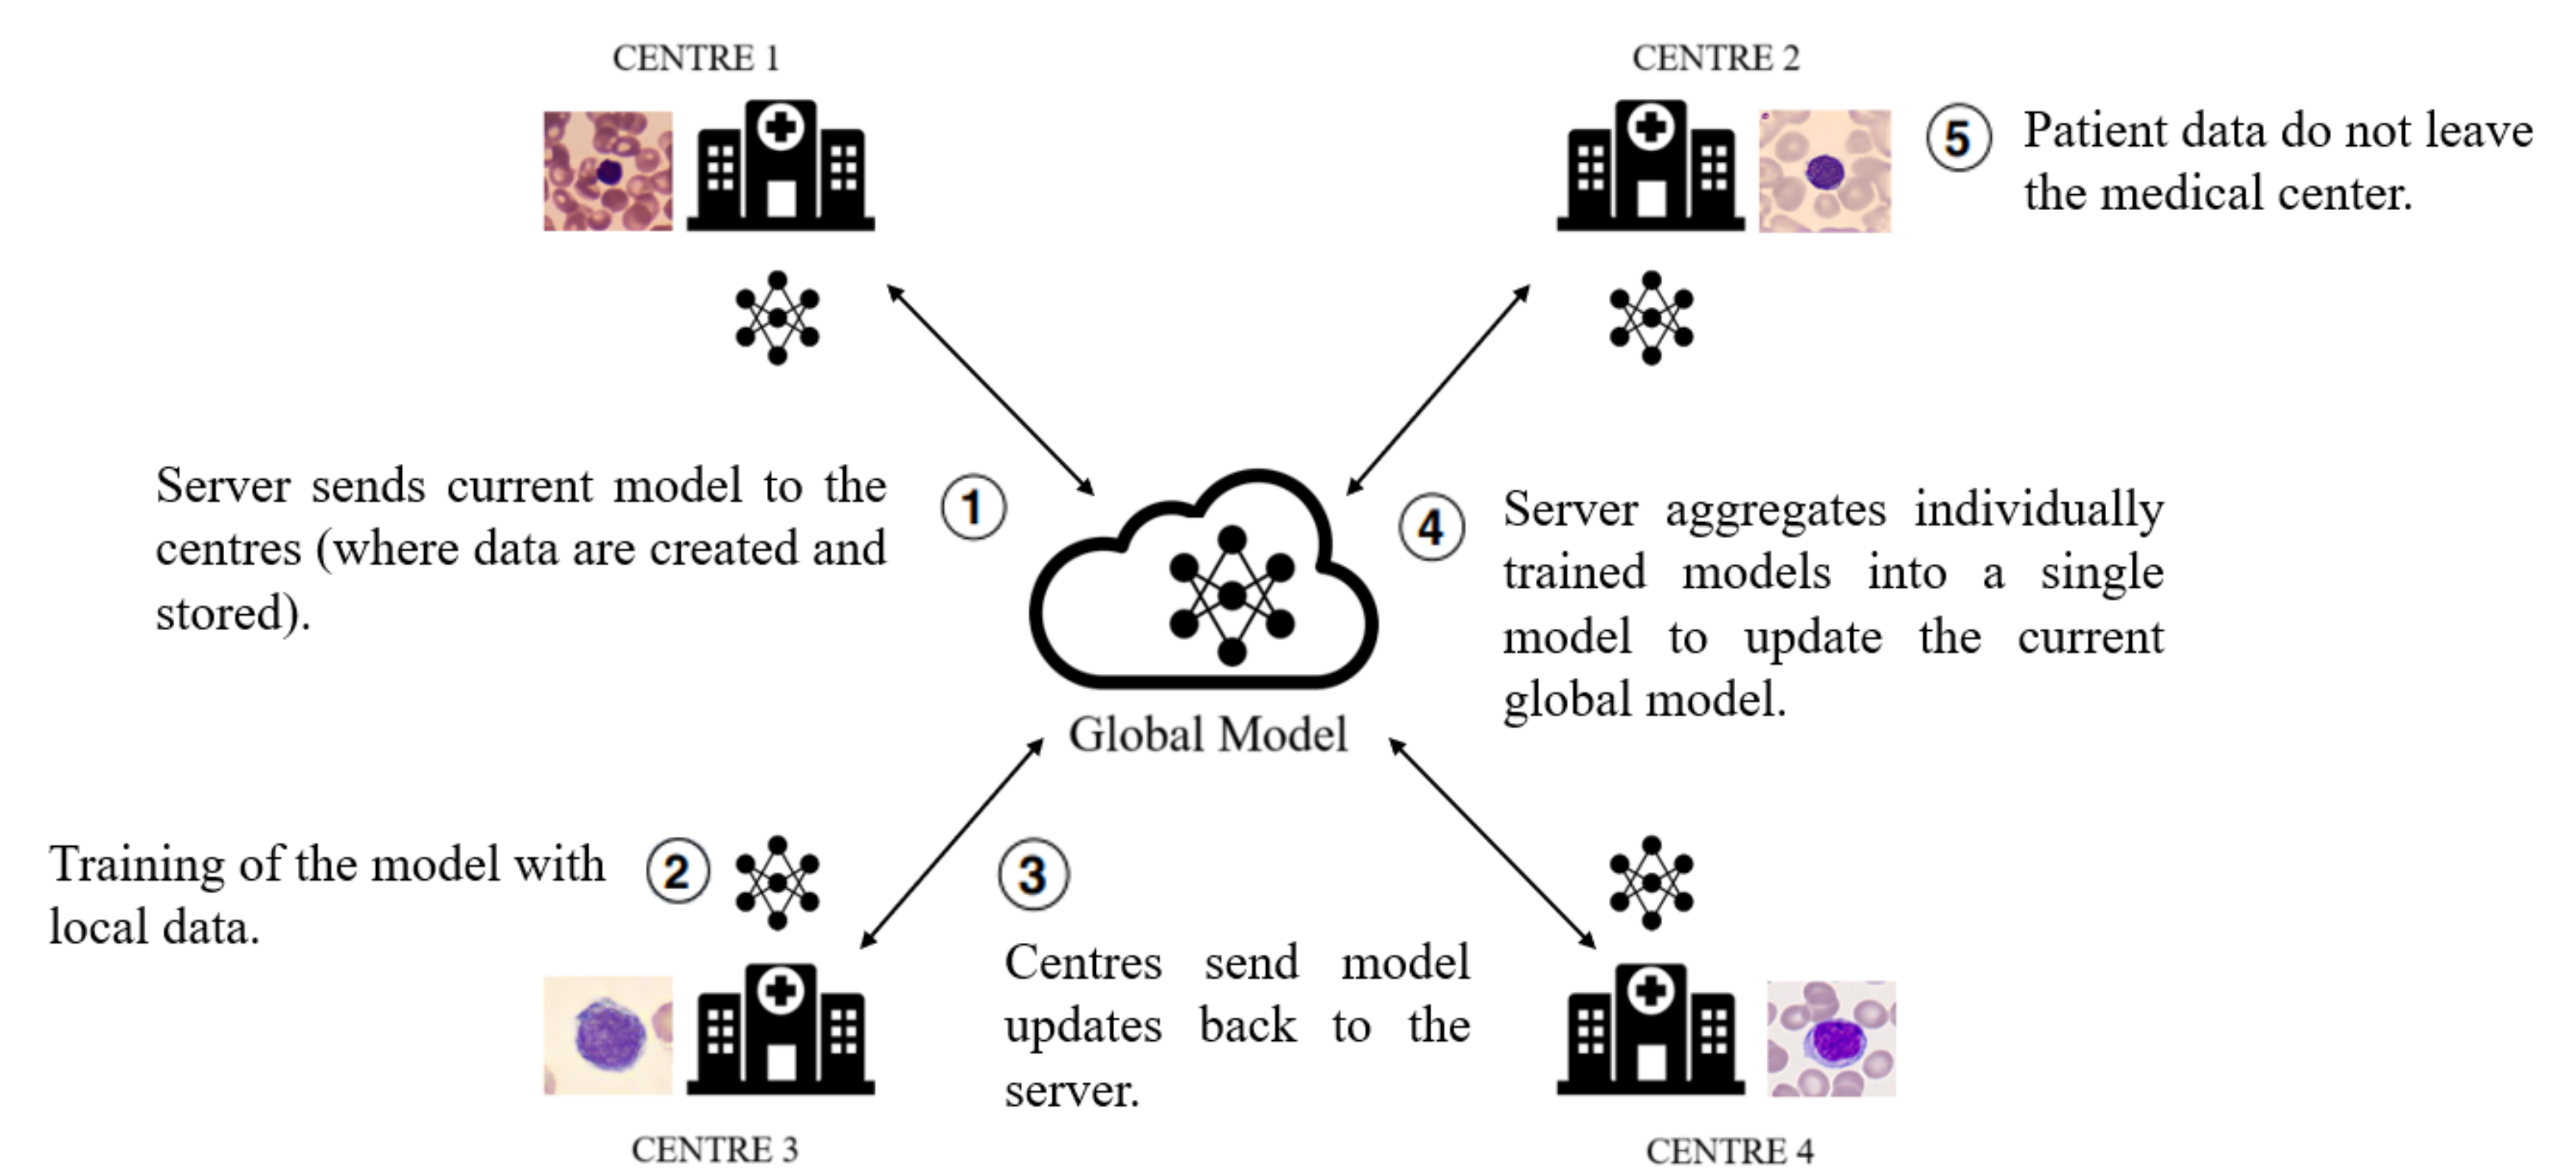 CENTRE 1
CENTRE 2
5
Patient data do not leave
the medical center.
1
Server sends current model to the
centres (where data are created and
stored).
4
Server aggregates individually
trained models into a single
model to update the current
global model.
Global Model
2
Training of the model with
local data.
3
Centres send model
updates back to the
server.
CENTRE 3
CENTRE 4